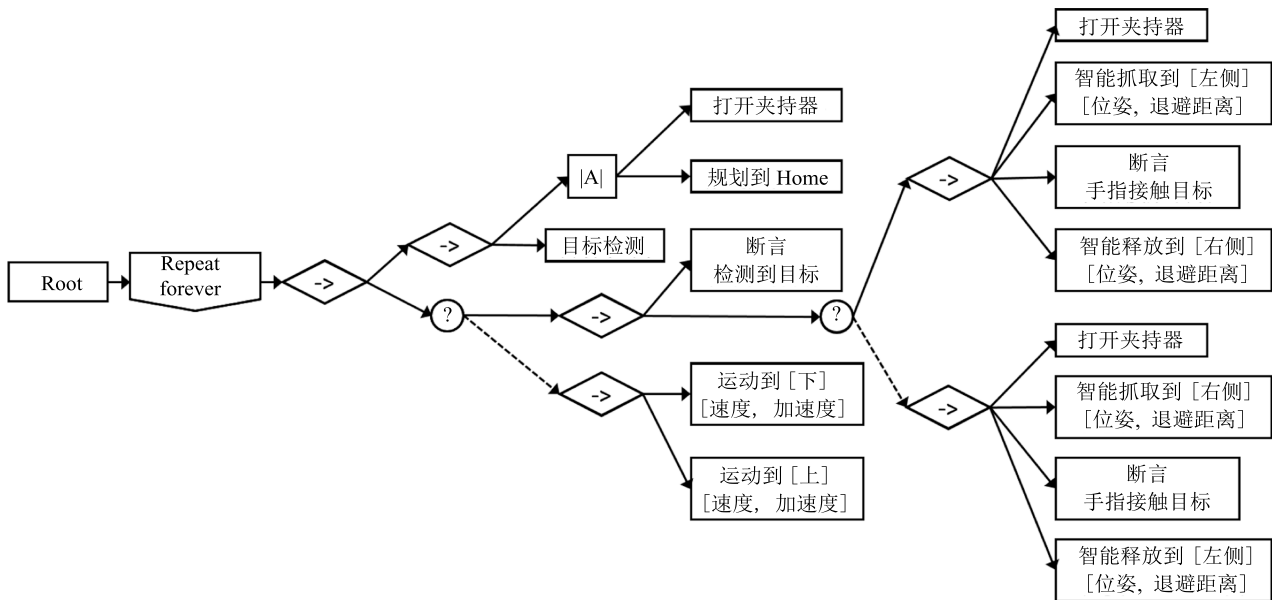 Root
Repeat
forever
->
->
|A|
打开夹持器
规划到 Home
目标检测
?
->
断言
检测到目标
?
->
打开夹持器
智能抓取到［左侧］
［位姿, 退避距离］
断言
手指接触目标
智能释放到［右侧］
［位姿, 退避距离］
->
打开夹持器
智能抓取到［右侧］
［位姿, 退避距离］
断言
手指接触目标
智能释放到［左侧］
［位姿, 退避距离］
->
运动到［下］
［速度, 加速度］
运动到［上］
［速度, 加速度］